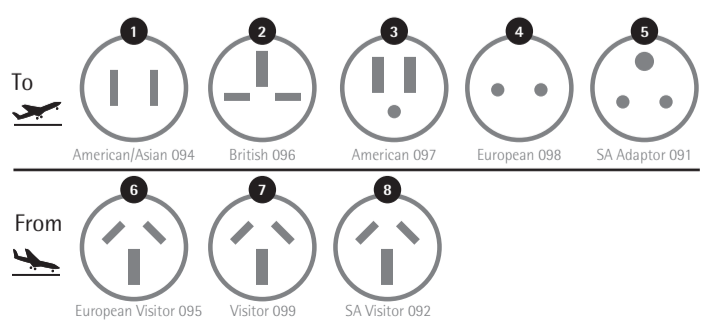 1 2 3 4 5
To
American/Asian 094 British 096 American 097 European 098 SA Adaptor 091
6 7 8
From
European Visitor 095 Visitor 099 SA Visitor 092